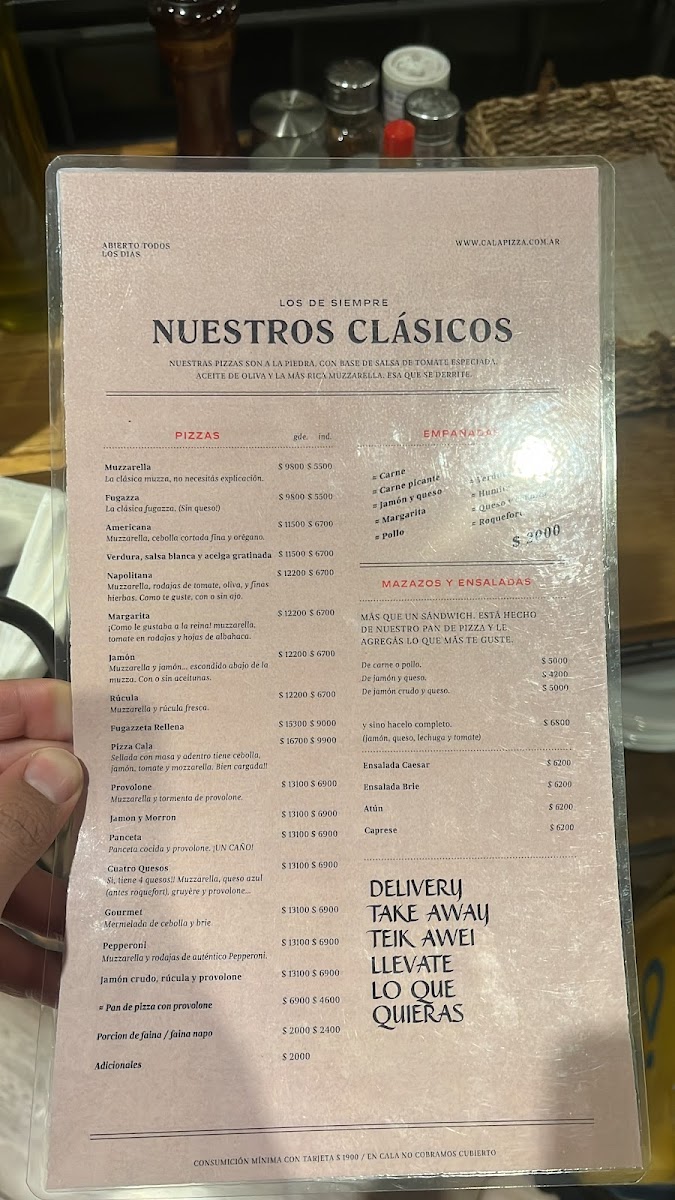 ABIERTO TODOS
LOS DIAS
WWW.CALAPIZZA.COM.AR
LOS DE SIEMPRE
NUESTROS CLÁSICOS
NUESTRAS PIZZAS SON A LA PIEDRA, CON BASE DE SALSA DE TOMATE ESPECIADA,
ACEITE DE OLIVA Y LA MÁS RICA MUZZARELLA, ESA QUE SE DERRITE.
PIZZAS gde. ind.
Muzzarella $ 9800 $ 5500
La clásica muzza, no necesitás explicación.
Fugazza $ 9800 $ 5500
La clásica fugazza. (Sin queso!)
Americana $ 11500 $ 6700
Muzzarella, cebolla cortada fina y orégano.
Verdura, salsa blanca y acelga gratinada $ 11500 $ 6700
Napolitana $ 12200 $ 6700
Muzzarella, rodajas de tomate, oliva, y finas
hierbas. Como te guste, con o sin ajo.
Margarita $ 12200 $ 6700
¡Como le gustaba a la reina! muzzarella,
tomate en rodajas y hojas de albahaca.
Jamón $ 12200 $ 6700
Muzzarella y jamón... escondido abajo de la
muzza. Con o sin aceitunas.
Rúcula $ 12200 $ 6700
Muzzarella y rúcula fresca.
Fugazzeta Rellena $ 15300 $ 9000
Pizza Cala $ 16700 $ 9900
Sellada con masa y adentro tiene cebolla,
jamón, tomate y mozzarella. Bien cargada!!
Provolone $ 13100 $ 6900
Muzzarella y tormenta de provolone.
Jamon y Morron $ 13100 $ 6900
Panceta $ 13100 $ 6900
Panceta cocida y provolone. ¡UN CAÑO!
Cuatro Quesos $ 13100 $ 6900
Si, tiene 4 quesos!! Muzzarella, queso azul
(antes roquefort), gruyére y provolone...
Gourmet $ 13100 $ 6900
Mermelada de cebolla y brie.
Pepperoni $ 13100 $ 6900
Muzzarella y rodajas de auténtico Pepperoni.
Jamón crudo, rúcula y provolone $ 13100 $ 6900
= Pan de pizza con provolone $ 6900 $ 4600
Porcion de faina / faina napo $ 2000 $ 2400
Adicionales $ 2000
EMPANADAS
= Carne
= Carne picante
= Jamón y queso
= Margarita
= Pollo
= Queso
= Roquefort
$ 2000
MAZAZOS Y ENSALADAS
MÁS QUE UN SÁNDWICH. ESTÁ HECHO
DE NUESTRO PAN DE PIZZA Y LE
AGREGÁS LO QUE MÁS TE GUSTE.
De carne o pollo. $ 5000
De jamón y queso. $ 4200
De jamón crudo y queso. $ 5000
y sino hacelo completo. $ 6800
(jamón, queso, lechuga y tomate)
Ensalada Caesar $ 6200
Ensalada Brie $ 6200
Atún $ 6200
Caprese $ 6200
DELIVERY
TAKE AWAY
TEIK AWEI
LLEVATE
LO QUE
QUIERAS
CONSUMICIÓN MÍNIMA CON TARJETA $ 1900 / EN CALA NO COBRAMOS CUBIERTO